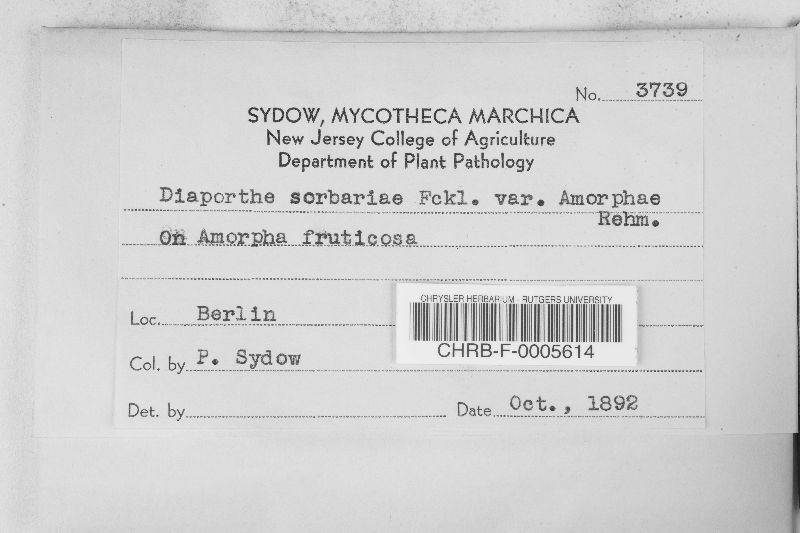 No. 3739
SYDOW, MYCOTHECA MARCHICA
New Jersey College of Agriculture
Department of Plant Pathology
Diaporthe sorbariae Fckl. var. Amorphae
Rehm.
On Amorpha fruticosa
Loc. Berlin
CHRYSLER HERBARIUM - RUTGERS UNIVERSITY
CHRB-F-0005614
Col. by P. Sydow
Det. by
Date Oct., 1892